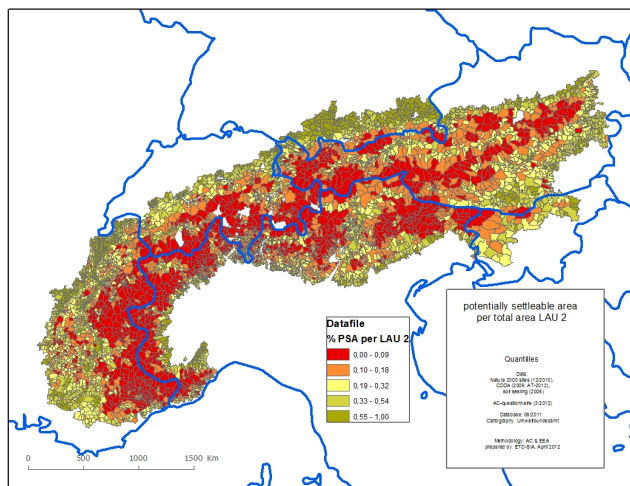 Datafile
% PSA per LAU 2
0,00 - 0,09
0,10 - 0,18
0,19 - 0,32
0,33 - 0,54
0,55 - 1,00
0 500 1000 1500 Km
potentially settleable area
per total area LAU 2
Quantilles
Data:
Natura 2000 sites (12/2010),
CDDA (2009, AT-2012),
soil sealing (2006)
AC-questionnaire (3/2012)
Database: 09/2011
Cartography: Umweltbundesamt
Methodology: AC & EEA
prepared by: ETC-SIA, April 2012